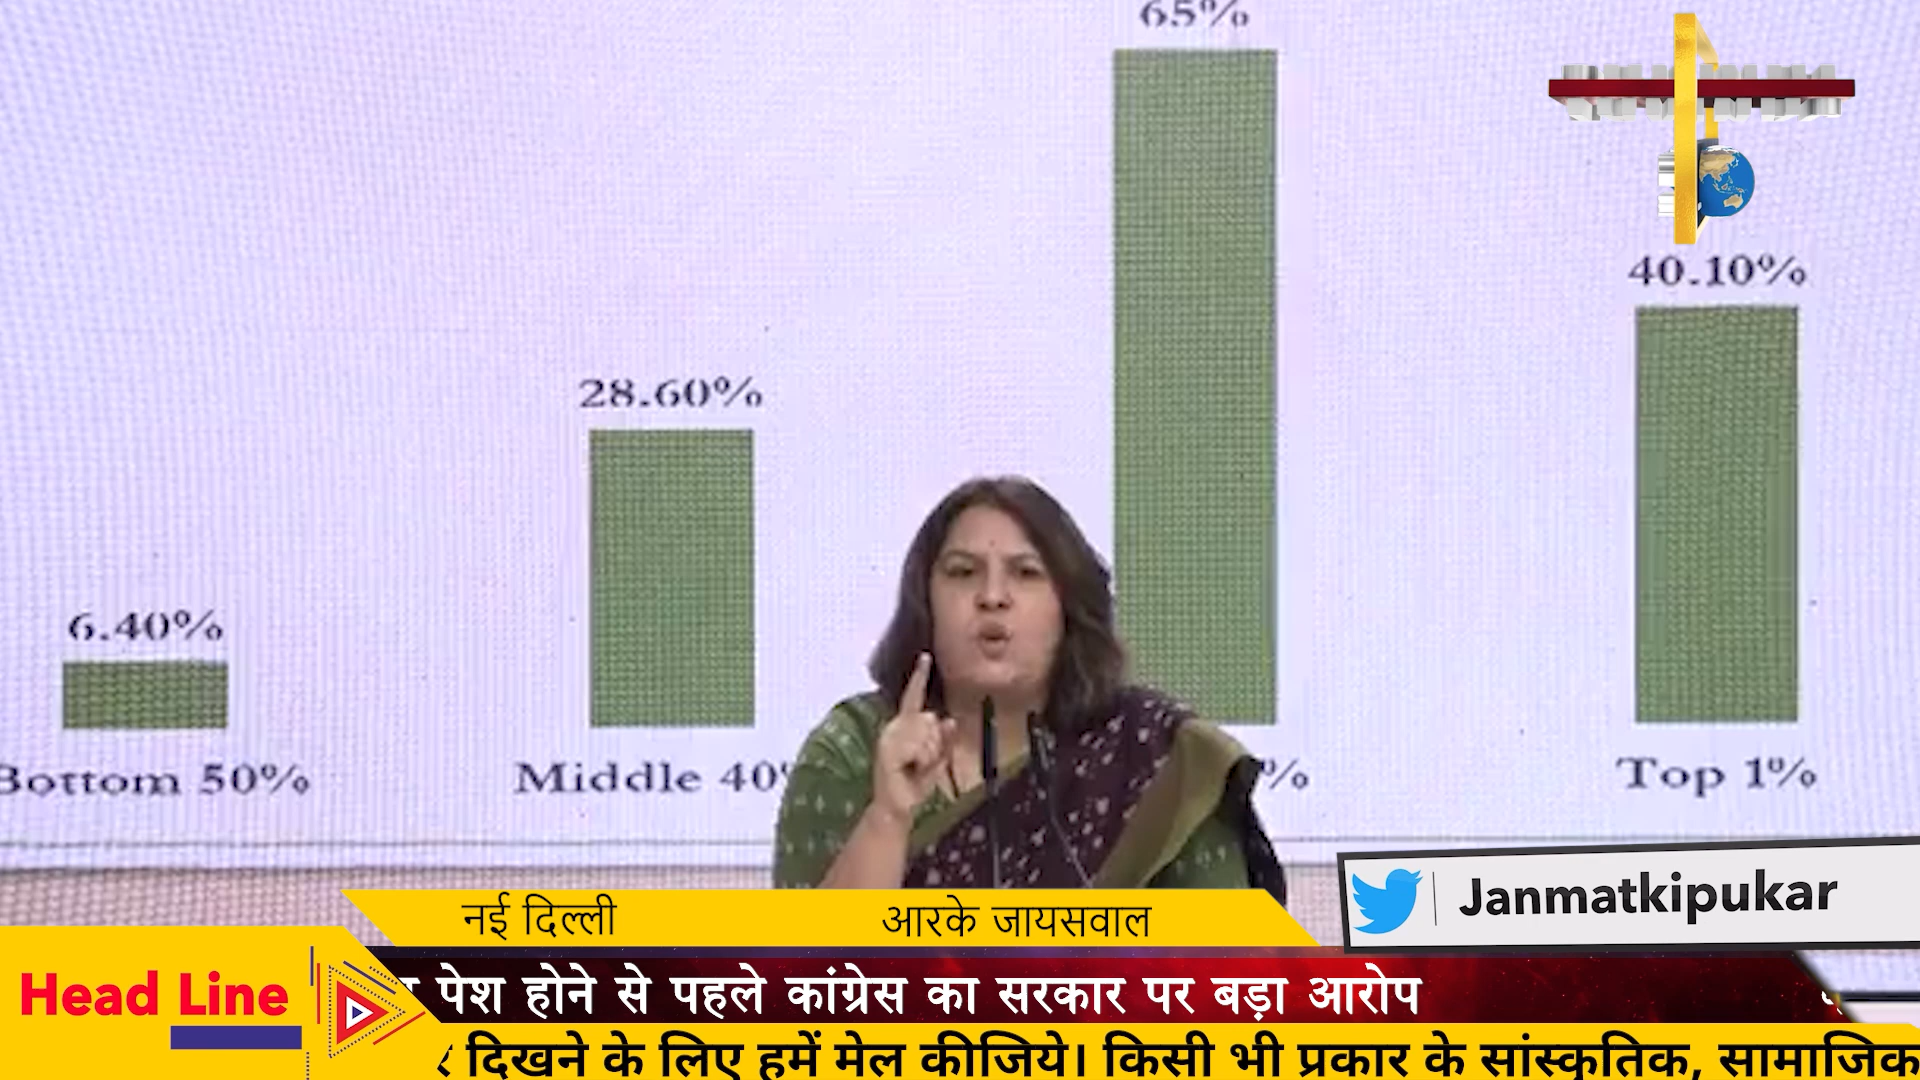 65%
40.10%
28.60%
6.40%
Bottom 50%
Middle 40%
%
Top 1%
Janmatkipukar
नई दिल्ली
आरके जायसवाल
Head Line
पेश होने से पहले कांग्रेस का सरकार पर बड़ा आरोप
दिखने के लिए हमें मेल कीजिये। किसी भी प्रकार के सांस्कृतिक, सामाजिक